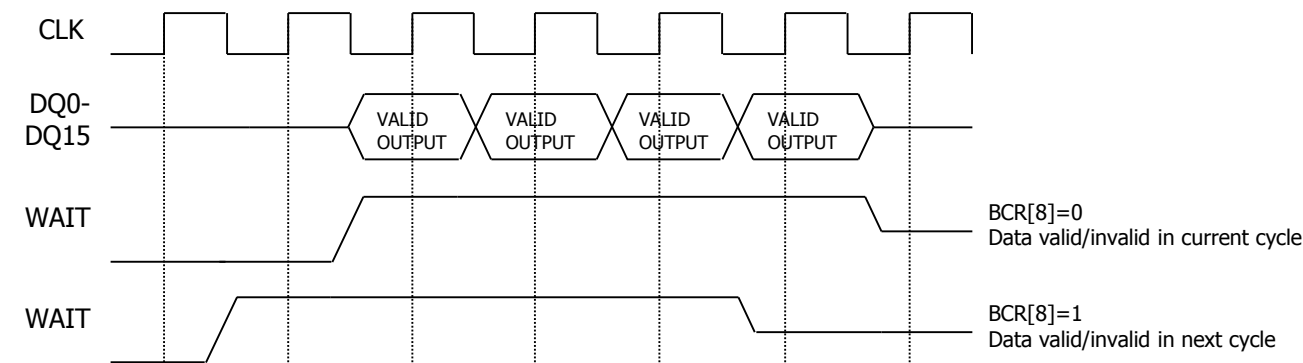 CLK
DQ0-
DQ15
VALID
OUTPUT
VALID
OUTPUT
VALID
OUTPUT
VALID
OUTPUT
WAIT
BCR[8]=0
Data valid/invalid in current cycle
WAIT
BCR[8]=1
Data valid/invalid in next cycle